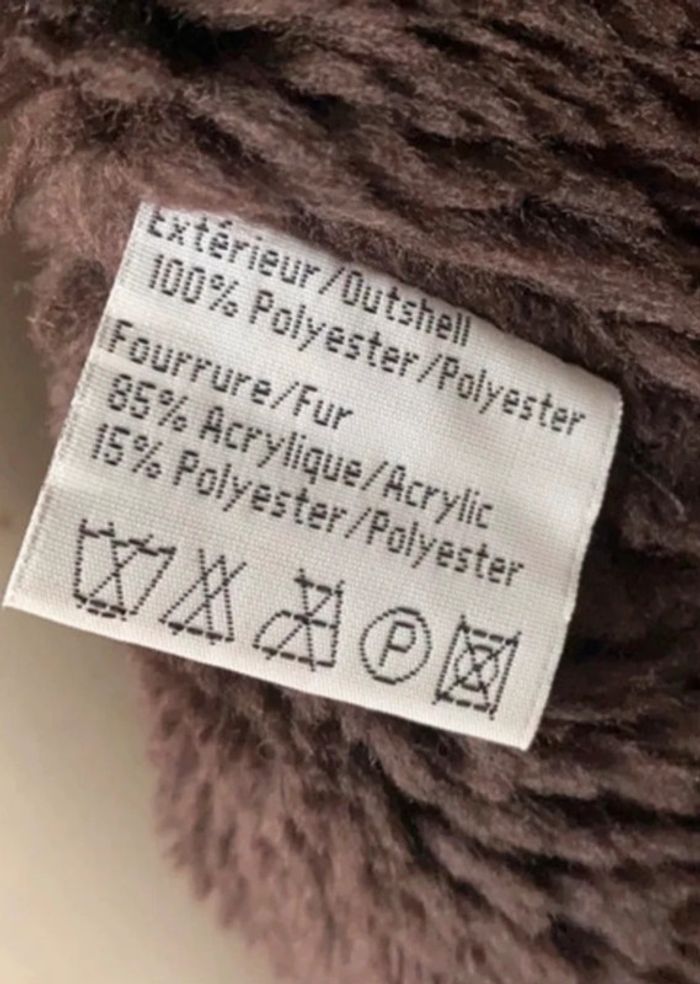 Extérieur/Outshell
100% Polyester/Polyester
Fourrure/Fur
85% Acrylique/Acrylic
15% Polyester/Polyester
P